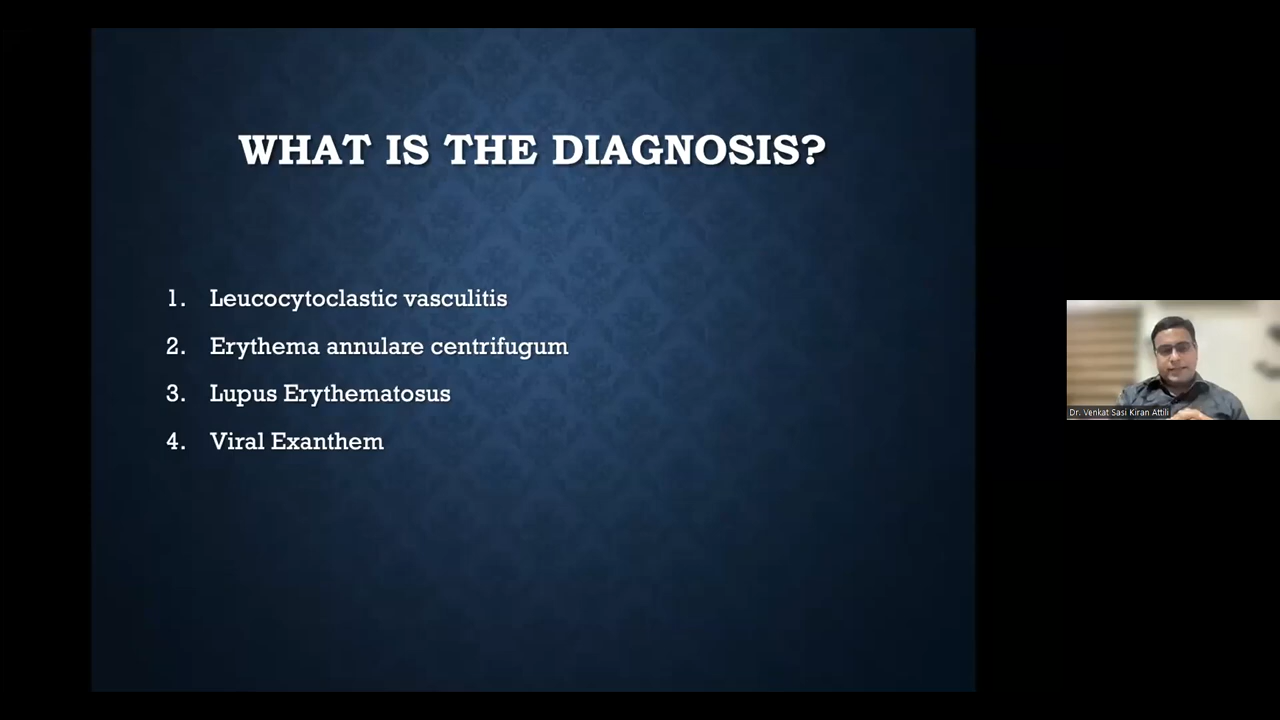 WHAT IS THE DIAGNOSIS?
1. Leucocytoclastic vasculitis
2. Erythema annulare centrifugum
3. Lupus Erythematosus
4. Viral Exanthem
Dr. Venkat Sasi Kiran Attili